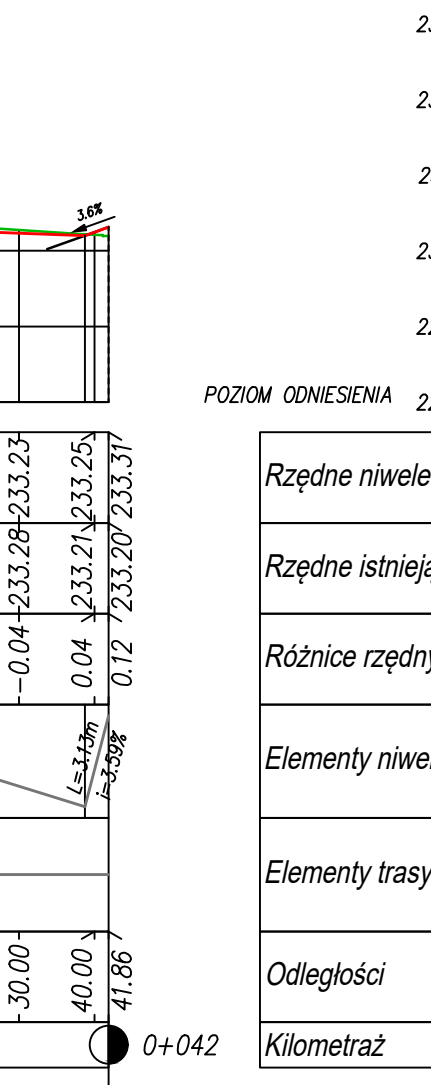 3.6%
POZIOM ODNIESIENIA
233.23
233.25
233.31
Rzędne niwele
233.28
233.21
233.20
Rzędne istnieją
-0.04
0.04
0.12
Różnice rzędny
L=3.13m
i=3.59%
Elementy niwel
Elementy trasy
30.00
40.00
41.86
Odległości
0+042
Kilometraż